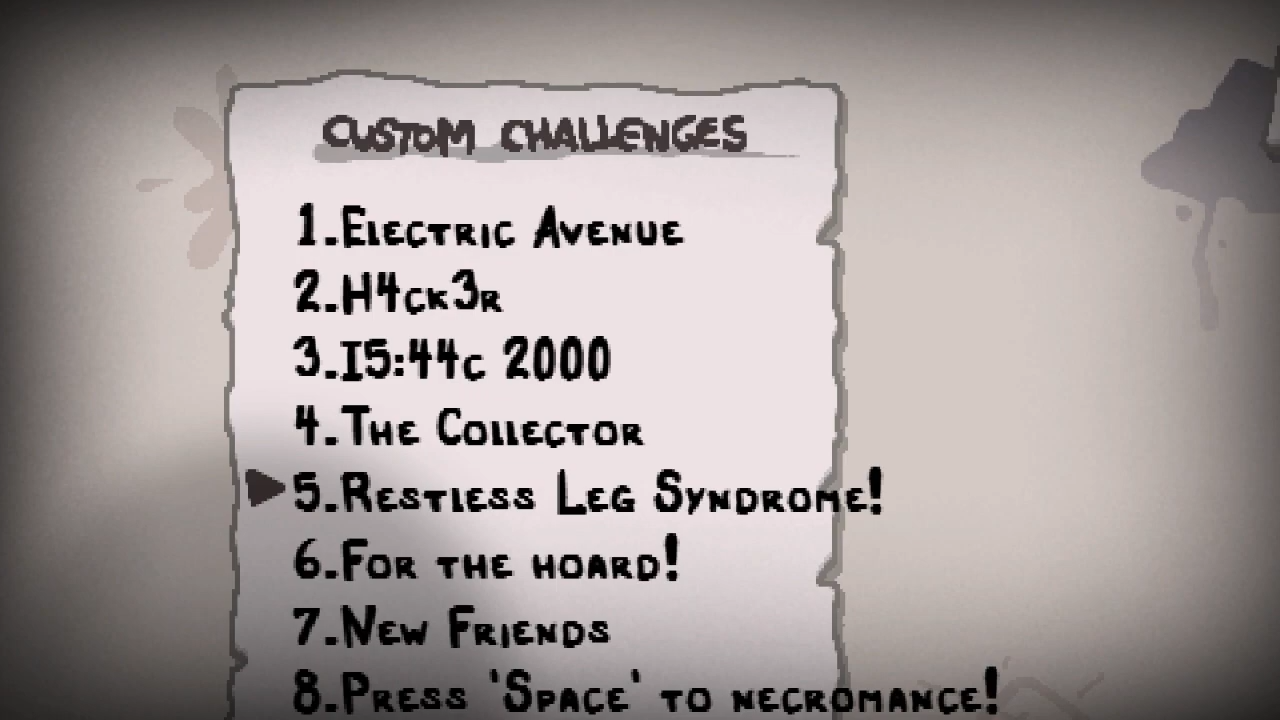 CUSTOM CHALLENGES
1.Electric Avenue
2.H4ck3r
3.I5:44c 2000
4.The Collector
5.Restless Leg Syndrome!
6.For the hoard!
7.New Friends
8.Press 'Space' to necromance!